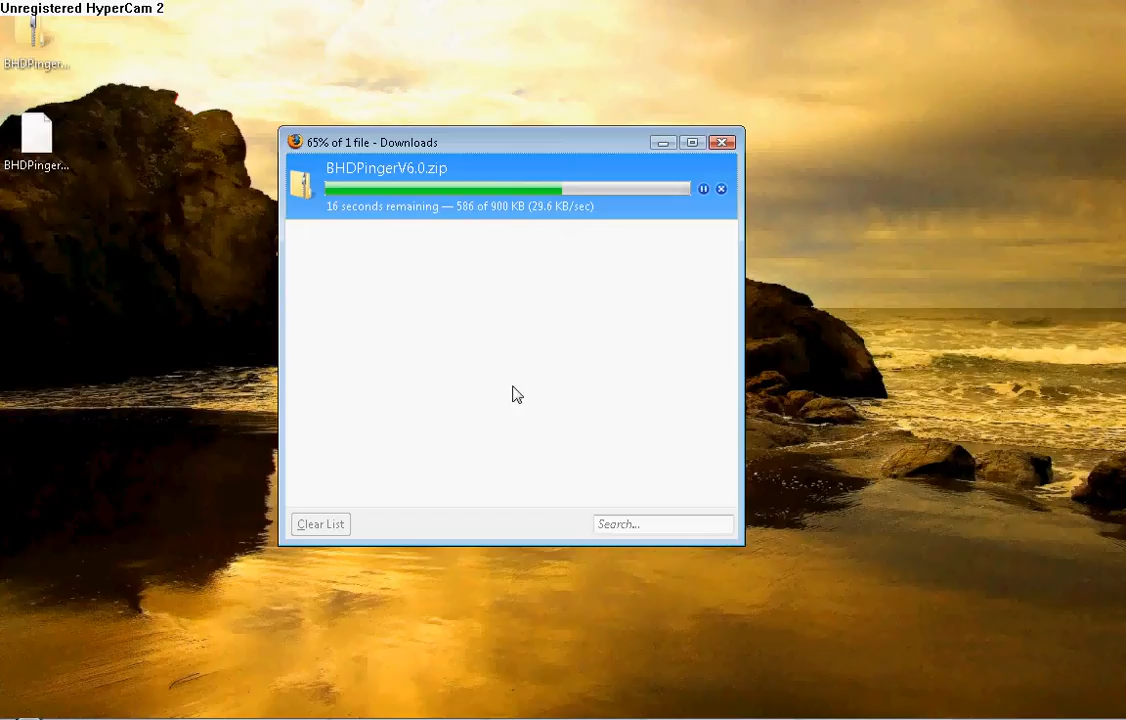 Unregistered HyperCam 2
BHDPinger...
BHDPinger...
65% of 1 file - Downloads
BHDPingerV6.0.zip
16 seconds remaining — 586 of 900 KB (29.6 KB/sec)
Clear List
Search...